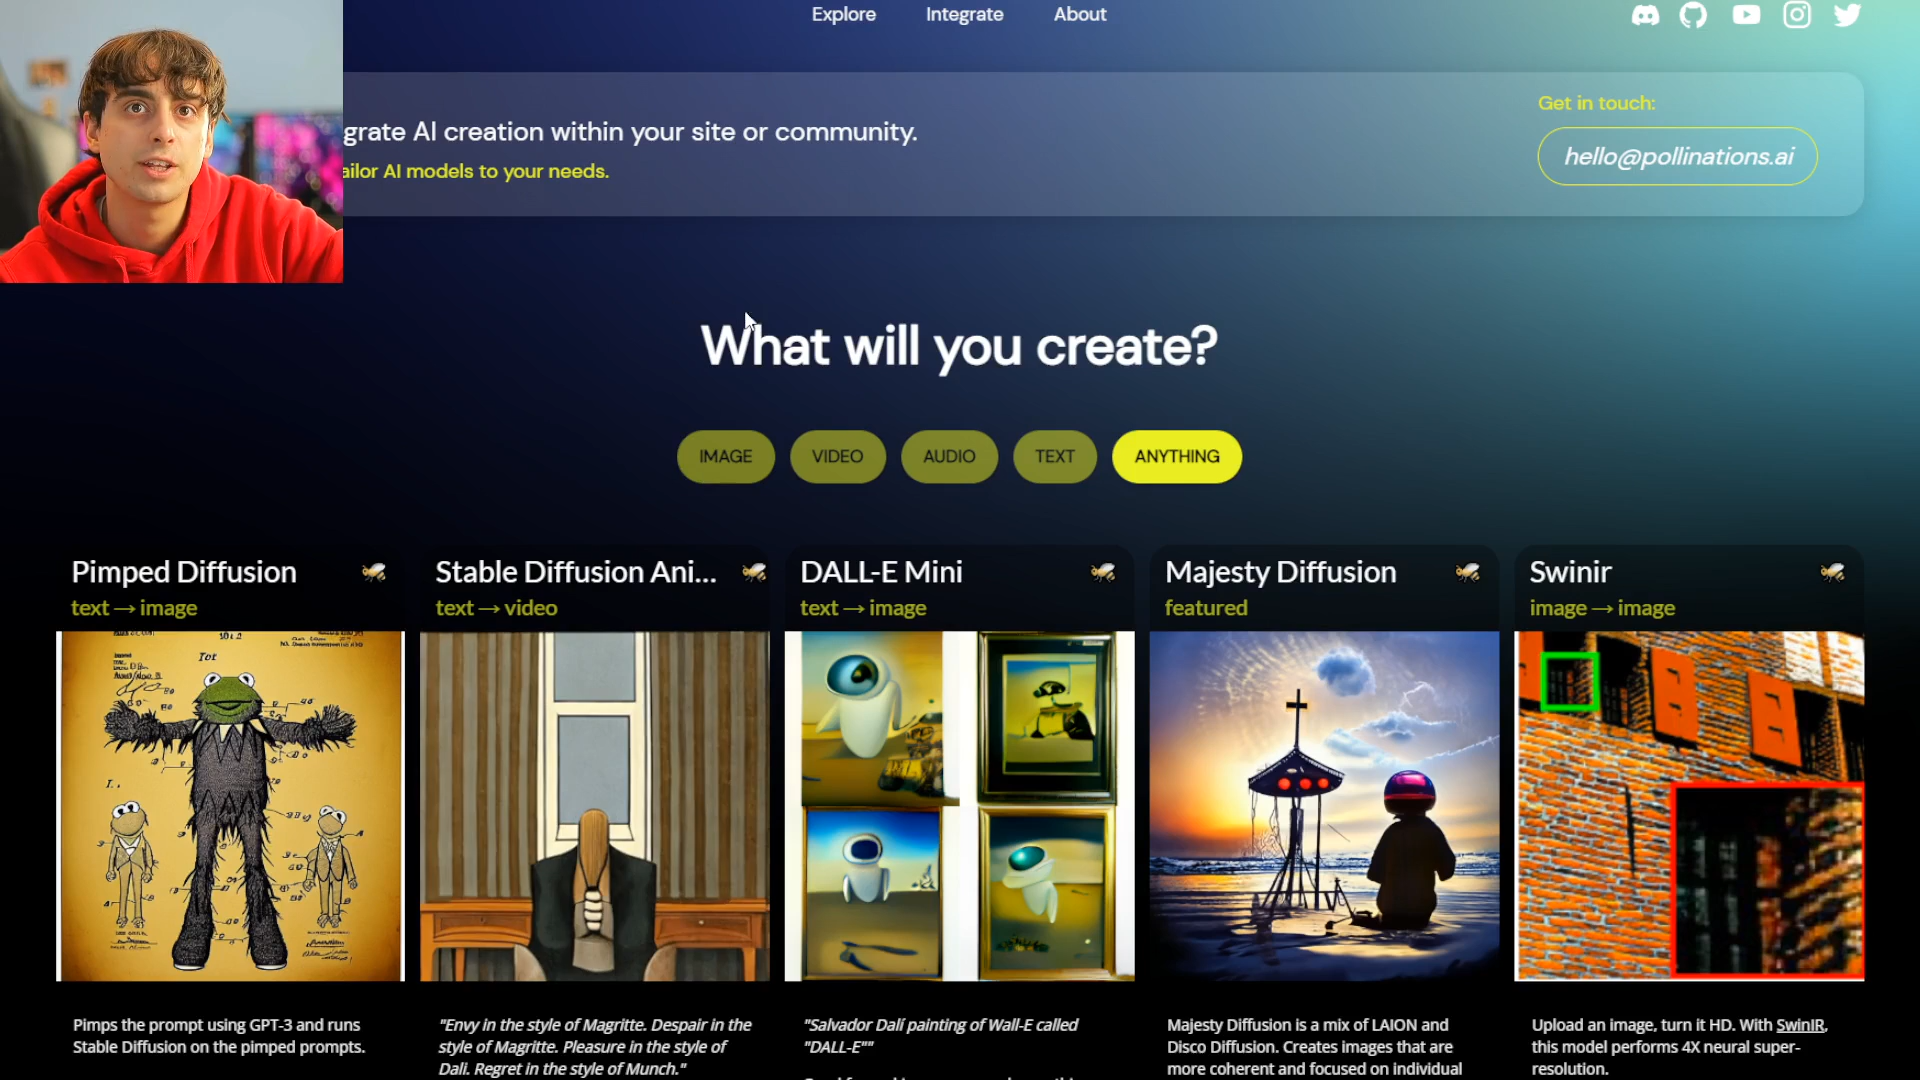 Explore
Integrate
About
grate AI creation within your site or community.
ailor AI models to your needs.
Get in touch:
hello@pollinations.ai
What will you create?
IMAGE
VIDEO
AUDIO
TEXT
ANYTHING
Pimped Diffusion
text → image
Tor
Pimps the prompt using GPT-3 and runs
Stable Diffusion on the pimped prompts.
Stable Diffusion Ani...
text → video
"Envy in the style of Magritte. Despair in the
style of Magritte. Pleasure in the style of
Dalí. Regret in the style of Munch."
DALL-E Mini
text → image
"Salvador Dalí painting of Wall-E called
"DALL-E""
Majesty Diffusion
featured
Majesty Diffusion is a mix of LAION and
Disco Diffusion. Creates images that are
more coherent and focused on individual
Swinir
image → image
Upload an image, turn it HD. With SwinIR,
this model performs 4X neural super-
resolution.